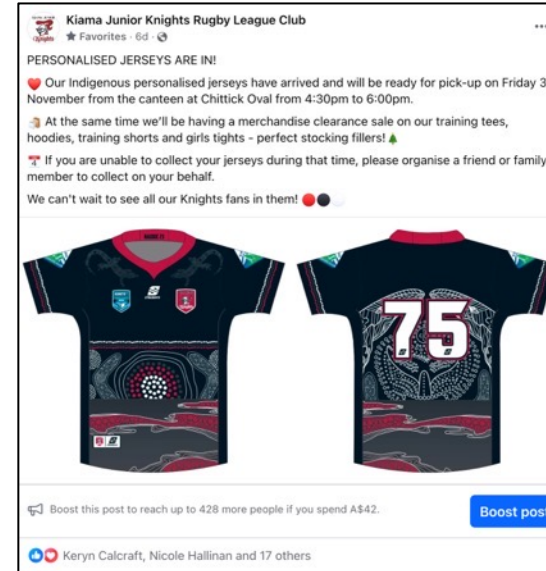 Kiama Junior Knights Rugby League Club
Favorites · 6d ·
PERSONALISED JERSEYS ARE IN!
Our Indigenous personalised jerseys have arrived and will be ready for pick-up on Friday 3
November from the canteen at Chittick Oval from 4:30pm to 6:00pm.
At the same time we'll be having a merchandise clearance sale on our training tees,
hoodies, training shorts and girls tights - perfect stocking fillers!
If you are unable to collect your jerseys during that time, please organise a friend or family
member to collect on your behalf.
We can't wait to see all our Knights fans in them!
75
Boost this post to reach up to 428 more people if you spend A$42.
Boost post
Keryn Calcraft, Nicole Hallinan and 17 others